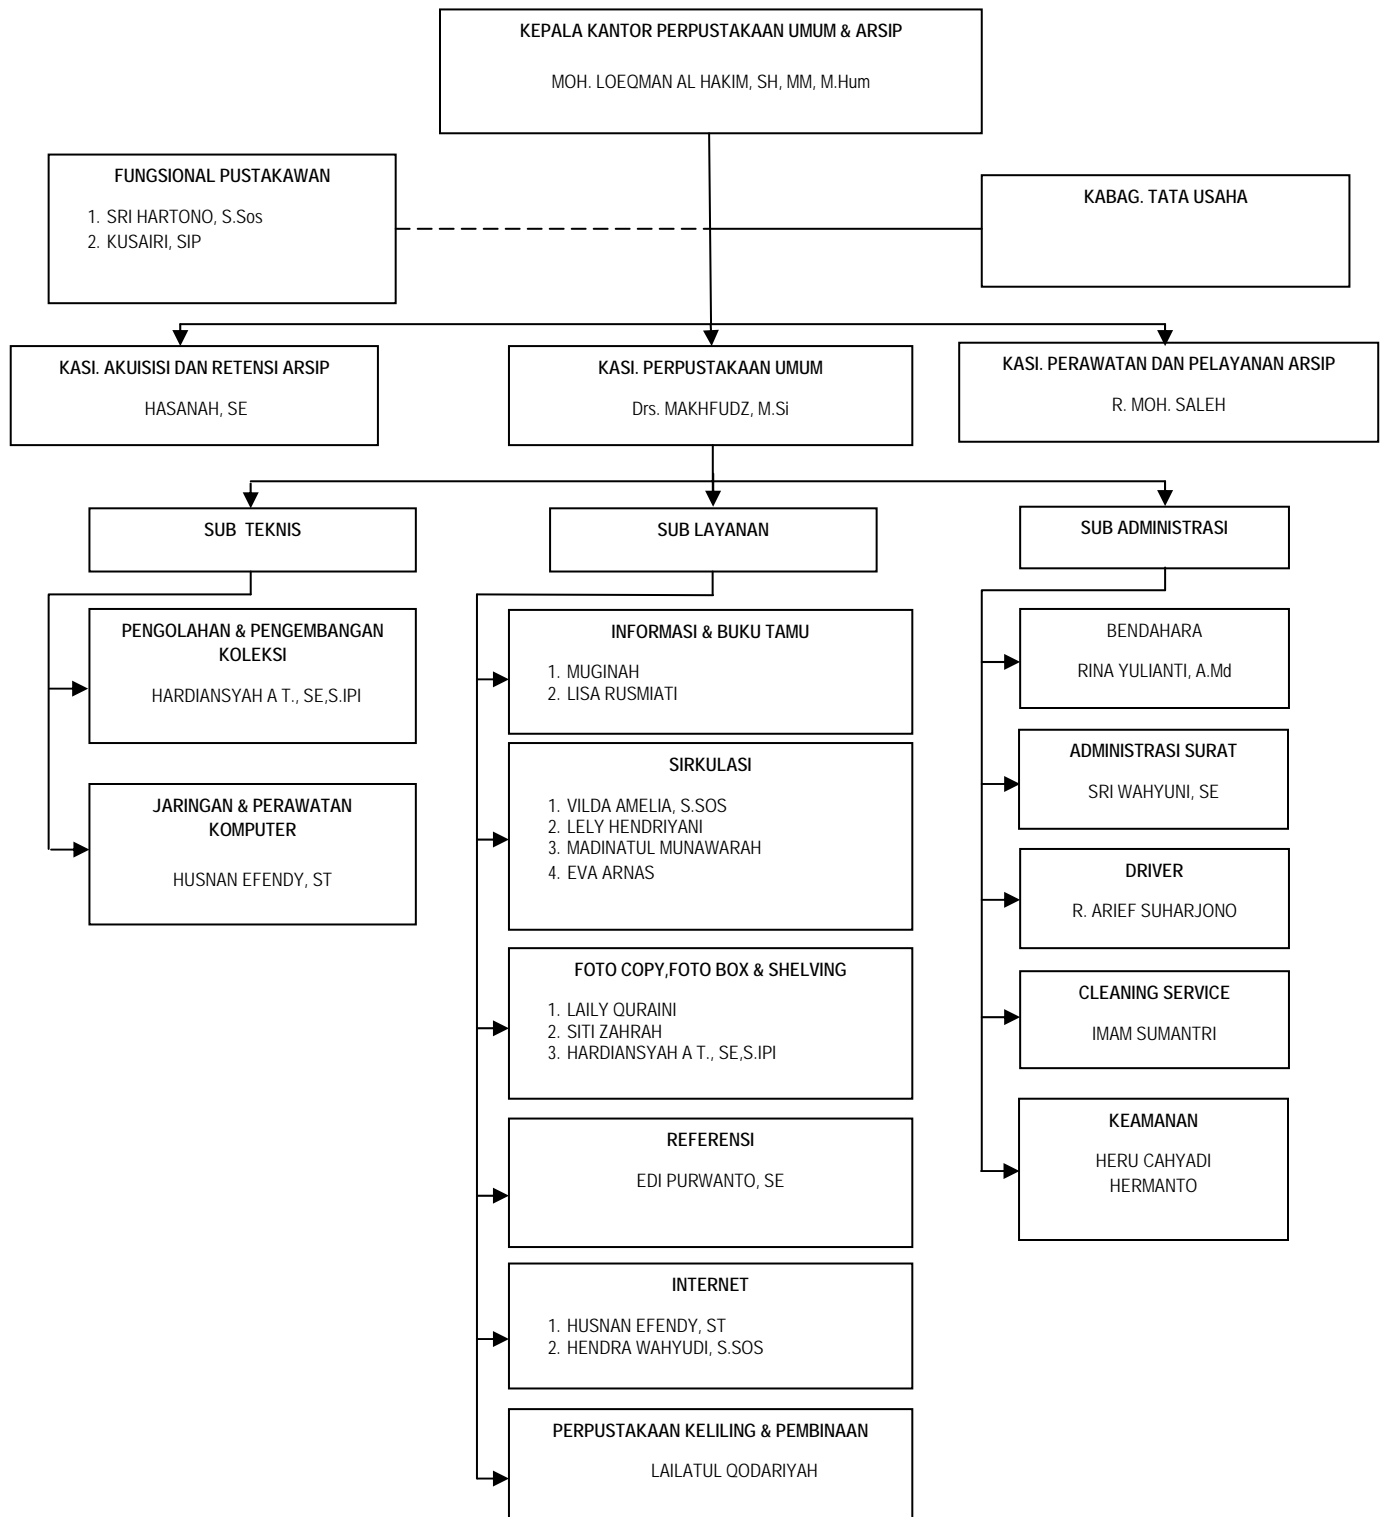 KEPALA KANTOR PERPUSTAKAAN UMUM & ARSIP
MOH. LOEQMAN AL HAKIM, SH, MM, M.Hum
FUNGSIONAL PUSTAKAWAN
1. SRI HARTONO, S.Sos
2. KUSAIRI, SIP
KABAG. TATA USAHA
KASI. AKUISISI DAN RETENSI ARSIP
HASANAH, SE
KASI. PERPUSTAKAAN UMUM
Drs. MAKHFUDZ, M.Si
KASI. PERAWATAN DAN PELAYANAN ARSIP
R. MOH. SALEH
SUB TEKNIS
SUB LAYANAN
SUB ADMINISTRASI
PENGOLAHAN & PENGEMBANGAN
KOLEKSI
HARDIANSYAH A T., SE,S.IPI
JARINGAN & PERAWATAN
KOMPUTER
HUSNAN EFENDY, ST
INFORMASI & BUKU TAMU
1. MUGINAH
2. LISA RUSMIATI
SIRKULASI
1. VILDA AMELIA, S.SOS
2. LELY HENDRIYANI
3. MADINATUL MUNAWARAH
4. EVA ARNAS
FOTO COPY,FOTO BOX & SHELVING
1. LAILY QURAINI
2. SITI ZAHRAH
3. HARDIANSYAH A T., SE,S.IPI
REFERENSI
EDI PURWANTO, SE
INTERNET
1. HUSNAN EFENDY, ST
2. HENDRA WAHYUDI, S.SOS
PERPUSTAKAAN KELILING & PEMBINAAN
LAILATUL QODARIYAH
BENDAHARA
RINA YULIANTI, A.Md
ADMINISTRASI SURAT
SRI WAHYUNI, SE
DRIVER
R. ARIEF SUHARJONO
CLEANING SERVICE
IMAM SUMANTRI
KEAMANAN
HERU CAHYADI
HERMANTO